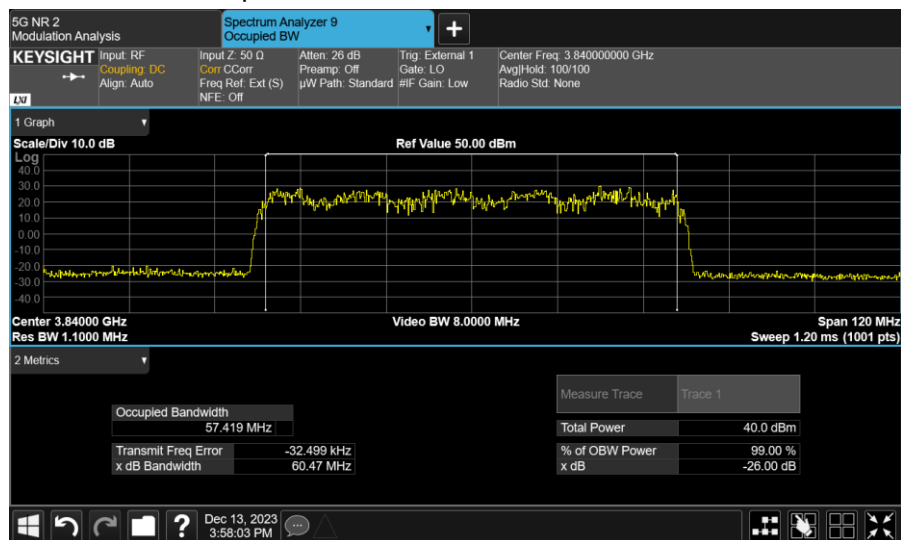 5G NR 2
Modulation Analysis
Spectrum Analyzer 9
Occupied BW
KEYSIGHT
Input: RF
Coupling: DC
Align: Auto
Input Z: 50 Ω
Corr CCorr
Freq Ref: Ext (S)
NFE: Off
Atten: 26 dB
Preamp: Off
µW Path: Standard
Trig: External 1
Gate: LO
#IF Gain: Low
Center Freq: 3.840000000 GHz
Avg|Hold: 100/100
Radio Std: None
LXI
1 Graph
Scale/Div 10.0 dB
Ref Value 50.00 dBm
Log
40.0
30.0
20.0
10.0
0.00
-10.0
-20.0
-30.0
-40.0
Center 3.84000 GHz
Video BW 8.0000 MHz
Span 120 MHz
Res BW 1.1000 MHz
Sweep 1.20 ms (1001 pts)
2 Metrics
Measure Trace
Trace 1
Occupied Bandwidth
57.419 MHz
Total Power
40.0 dBm
Transmit Freq Error
-32.499 kHz
% of OBW Power
99.00 %
x dB Bandwidth
60.47 MHz
x dB
-26.00 dB
Dec 13, 2023
3:58:03 PM